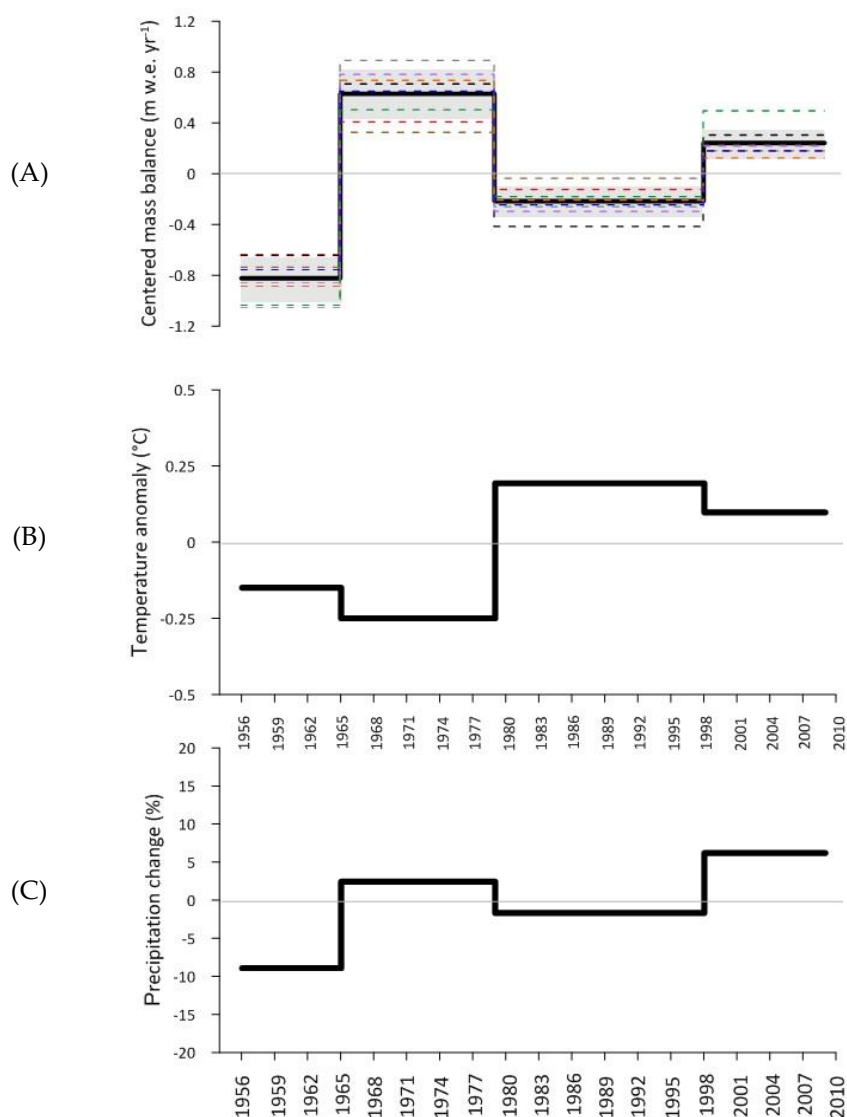 (A)
Centered mass balance (m w.e. yr⁻¹)
1.2
0.8
0.4
0
-0.4
-0.8
-1.2
(B)
Temperature anomaly (°C)
0.5
0.25
0
-0.25
-0.5
1956 1959 1962 1965 1968 1971 1974 1977 1980 1983 1986 1989 1992 1995 1998 2001 2004 2007 2010
(C)
Precipitation change (%)
20
15
10
5
0
-5
-10
-15
-20
1956 1959 1962 1965 1968 1971 1974 1977 1980 1983 1986 1989 1992 1995 1998 2001 2004 2007 2010